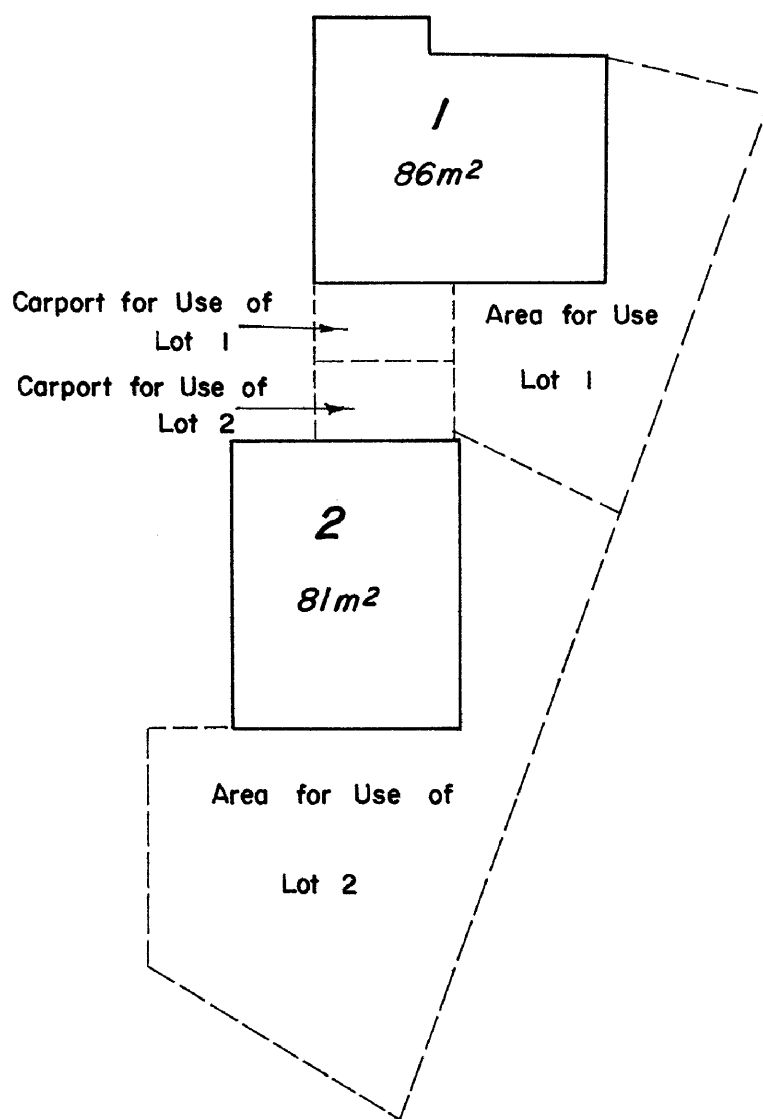 1
86m²
Carport for Use of
Lot 1
Area for Use
Lot 1
Carport for Use of
Lot 2
2
81m²
Area for Use of
Lot 2